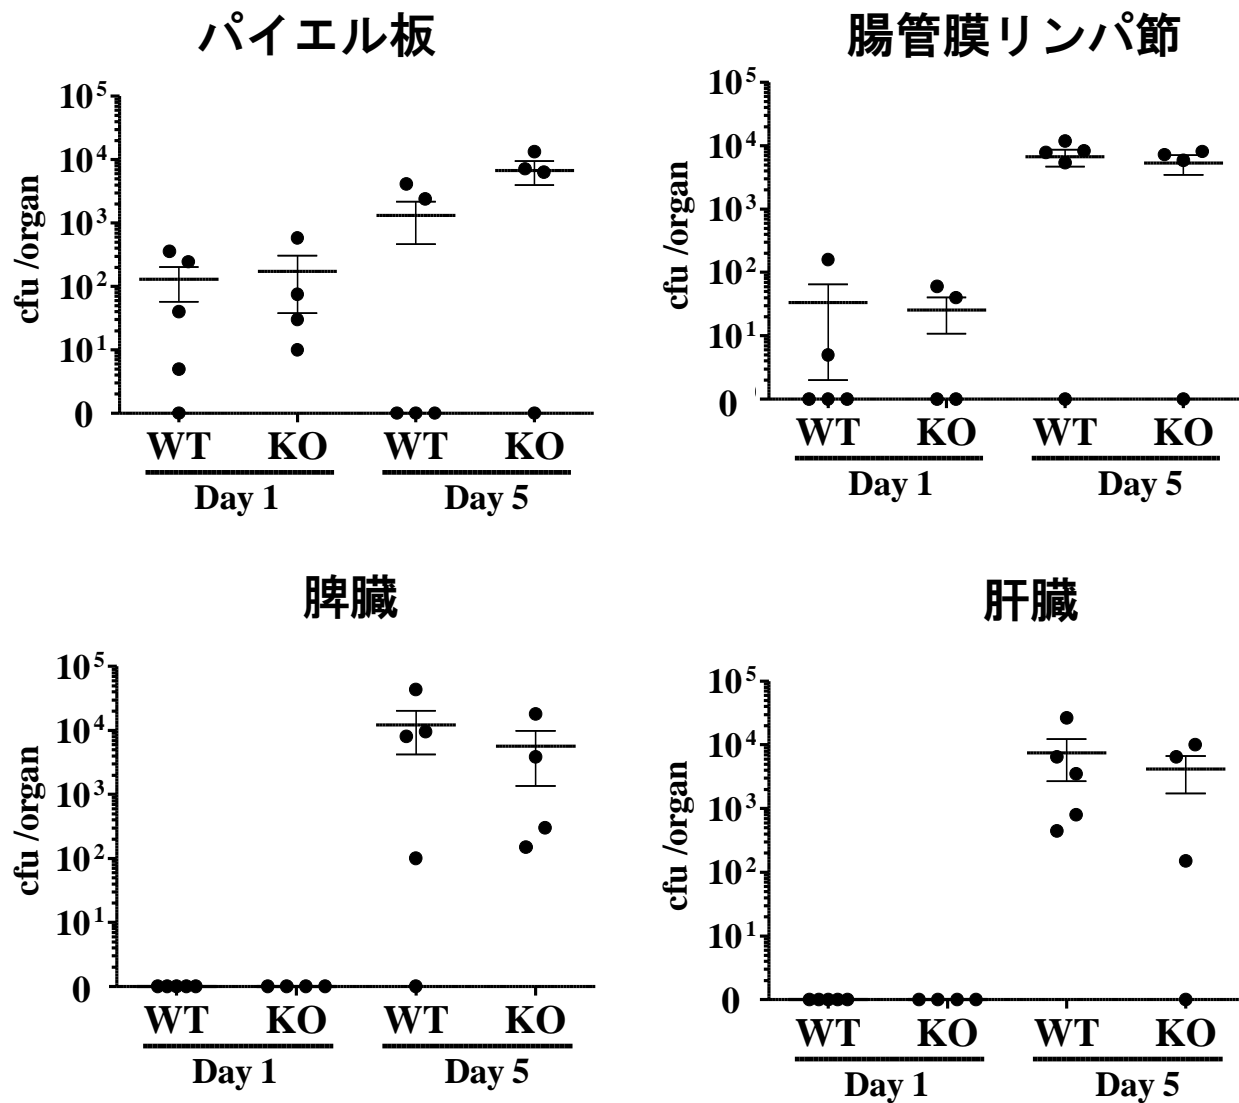 パイエル板
10⁵
10⁴
10³
10²
10¹
0
cfu /organ
WT KO WT KO
Day 1 Day 5
腸管膜リンパ節
10⁵
10⁴
10³
10²
10¹
0
cfu /organ
WT KO WT KO
Day 1 Day 5
脾臓
10⁵
10⁴
10³
10²
10¹
0
cfu /organ
WT KO WT KO
Day 1 Day 5
肝臓
10⁵
10⁴
10³
10²
10¹
0
cfu /organ
WT KO WT KO
Day 1 Day 5